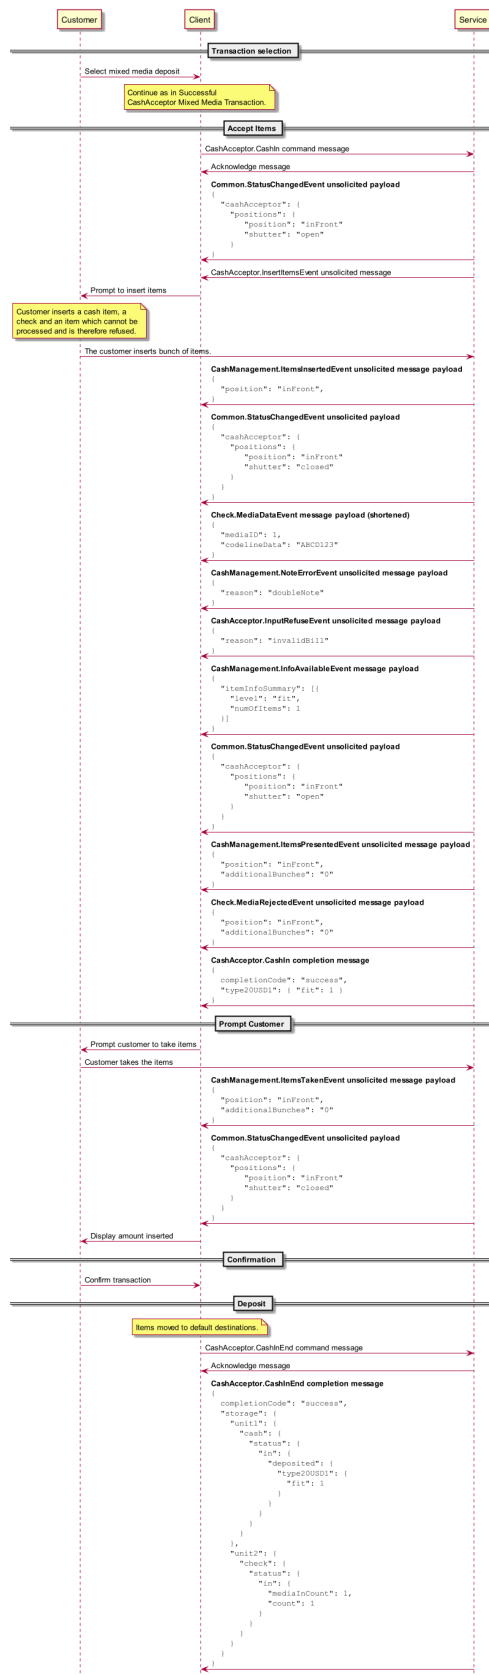 Customer
Client
Service
Transaction selection
Select mixed media deposit
Continue as in Successful
CashAcceptor Mixed Media Transaction.
Accept Items
CashAcceptor.CashIn command message
Acknowledge message
Common.StatusChangedEvent unsolicited payload
{
"cashAcceptor": {
"positions": {
"position": "inFront"
"shutter": "open"
}
}
CashAcceptor.InsertItemsEvent unsolicited message
Prompt to insert items
Customer inserts a cash item, a
check and an item which cannot be
processed and is therefore refused.
The customer inserts bunch of items.
CashManagement.ItemsInsertedEvent unsolicited message payload
{
"position": "inFront",
}
Common.StatusChangedEvent unsolicited payload
{
"cashAcceptor": {
"positions": {
"position": "inFront"
"shutter": "closed"
}
}
}
Check.MediaDataEvent message payload (shortened)
{
"mediaID": 1,
"codelineData": "ABCD123"
}
CashManagement.NoteErrorEvent unsolicited message payload
{
"reason": "doubleNote"
}
CashAcceptor.InputRefuseEvent unsolicited message payload
{
"reason": "invalidBill"
}
CashManagement.InfoAvailableEvent message payload
{
"itemInfoSummary": [{
"level": "fit",
"numOfItems": 1
}]
}
Common.StatusChangedEvent unsolicited payload
{
"cashAcceptor": {
"positions": {
"position": "inFront"
"shutter": "open"
}
}
}
CashManagement.ItemsPresentedEvent unsolicited message payload
{
"position": "inFront",
"additionalBunches": "0"
}
Check.MediaRejectedEvent unsolicited message payload
{
"position": "inFront",
"additionalBunches": "0"
}
CashAcceptor.CashIn completion message
{
completionCode": "success",
"type20USD1": { "fit": 1 }
}
Prompt Customer
Prompt customer to take items
Customer takes the items
CashManagement.ItemsTakenEvent unsolicited message payload
{
"position": "inFront",
"additionalBunches": "0"
}
Common.StatusChangedEvent unsolicited payload
{
"cashAcceptor": {
"positions": {
"position": "inFront"
"shutter": "closed"
}
}
}
Display amount inserted
Confirmation
Confirm transaction
Deposit
Items moved to default destinations.
CashAcceptor.CashInEnd command message
Acknowledge message
CashAcceptor.CashInEnd completion message
{
completionCode": "success",
"storage": {
"unit1": {
"cash": {
"status": {
"in": {
"deposited": {
"type20USD1": {
"fit": 1
}
}
}
}
}
},
"unit2": {
"check": {
"status": {
"in": {
"mediaInCount": 1,
"count": 1
}
}
}
}
}
}